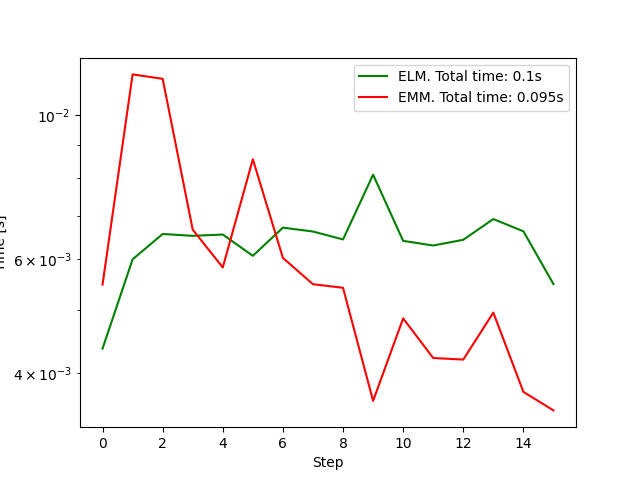 ELM. Total time: 0.1s
EMM. Total time: 0.095s
10⁻²
6 × 10⁻³
4 × 10⁻³
[s]
0 2 4 6 8 10 12 14
Step